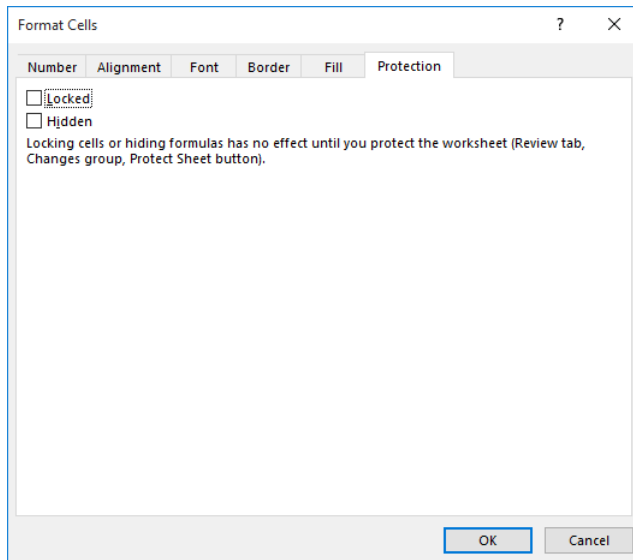 Format Cells ?
Number Alignment Font Border Fill Protection
Locked
Hidden
Locking cells or hiding formulas has no effect until you protect the worksheet (Review tab,
Changes group, Protect Sheet button).
OK Cancel